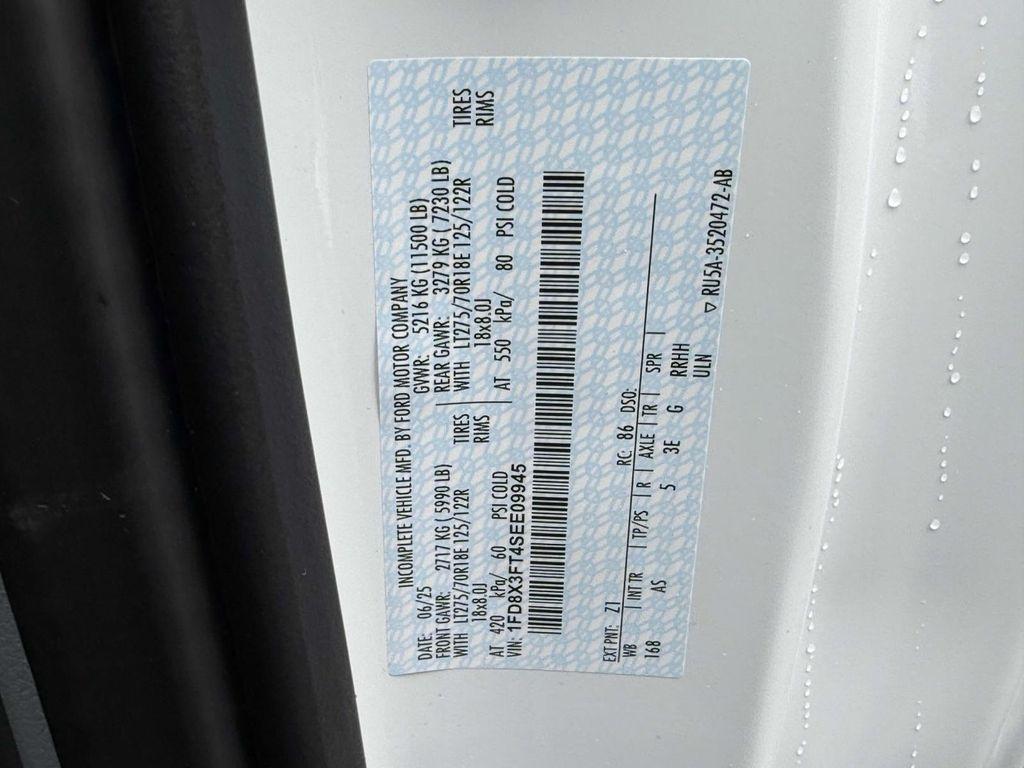 INCOMPLETE VEHICLE MFD. BY FORD MOTOR COMPANY
DATE: 06/25 GVWR: 5216 KG (11500 LB)
FRONT GAWR: 2717 KG ( 5990 LB) REAR GAWR: 3279 KG ( 7230 LB)
WITH LT275/70R18E 125/122R TIRES WITH LT275/70R18E 125/122R TIRES
18x8.0J RIMS 18x8.0J RIMS
AT 420 kPa/ 60 PSI COLD AT 550 kPa/ 80 PSI COLD
VIN: 1FD8X3FT4SEE09945
EXT PNT: Z1 RC: 86 DSO:
WB INT TR TP/PS R AXLE TR SPR
168 AS 5 3E G RRHH
ULN
▽ RU5A-3520472-AB